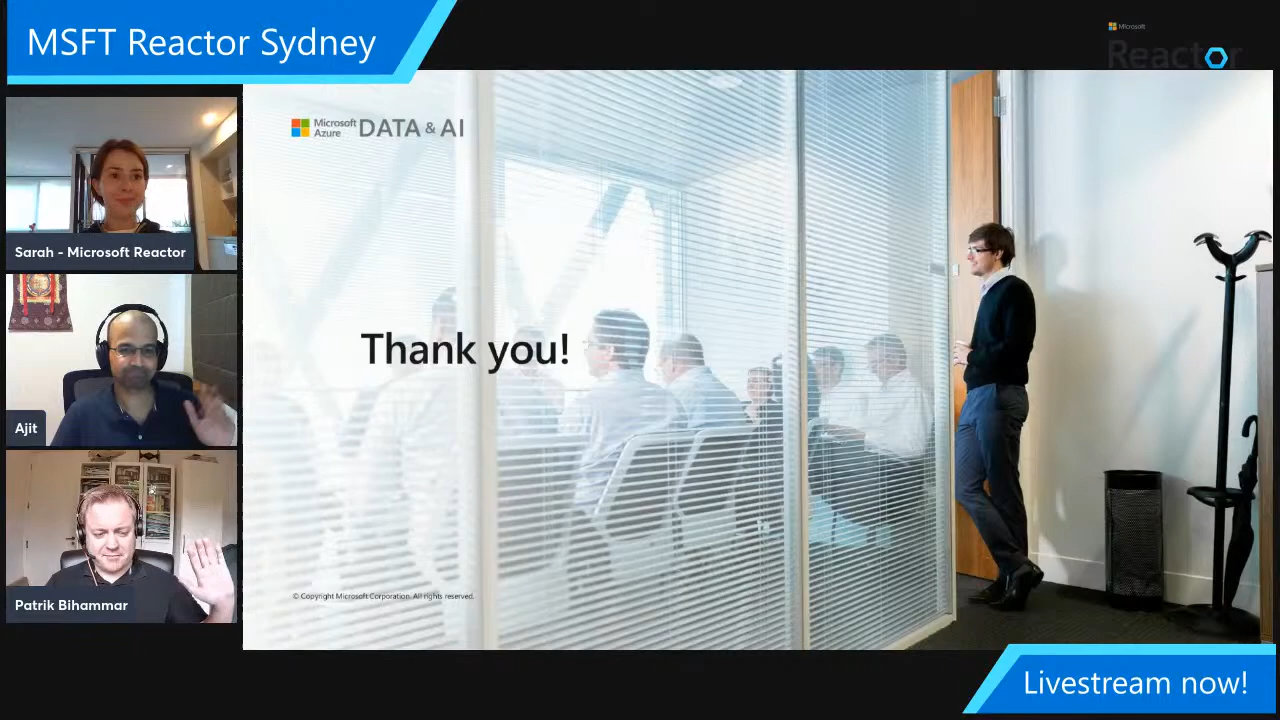 MSFT Reactor Sydney
Microsoft
Reactor
Sarah - Microsoft Reactor
Ajit
Patrik Bihammar
Microsoft
Azure
DATA & AI
Thank you!
© Copyright Microsoft Corporation. All rights reserved.
Livestream now!